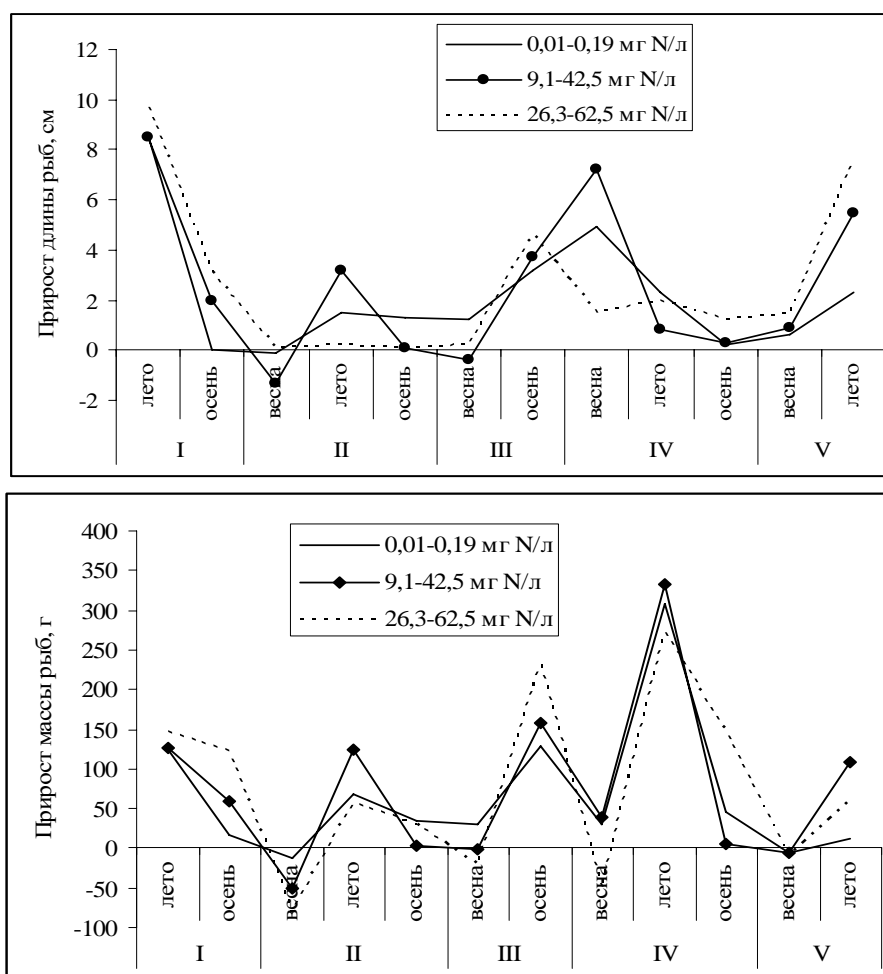 Прирост длины рыб, см
12
10
8
6
4
2
0
-2
0,01-0,19 мг N/л
9,1-42,5 мг N/л
26,3-62,5 мг N/л
лето осень весна лето осень весна осень весна лето осень весна лето
I II III IV V
Прирост массы рыб, г
400
350
300
250
200
150
100
50
0
-50
-100
0,01-0,19 мг N/л
9,1-42,5 мг N/л
26,3-62,5 мг N/л
лето осень весна лето осень весна осень весна лето осень весна лето
I II III IV V